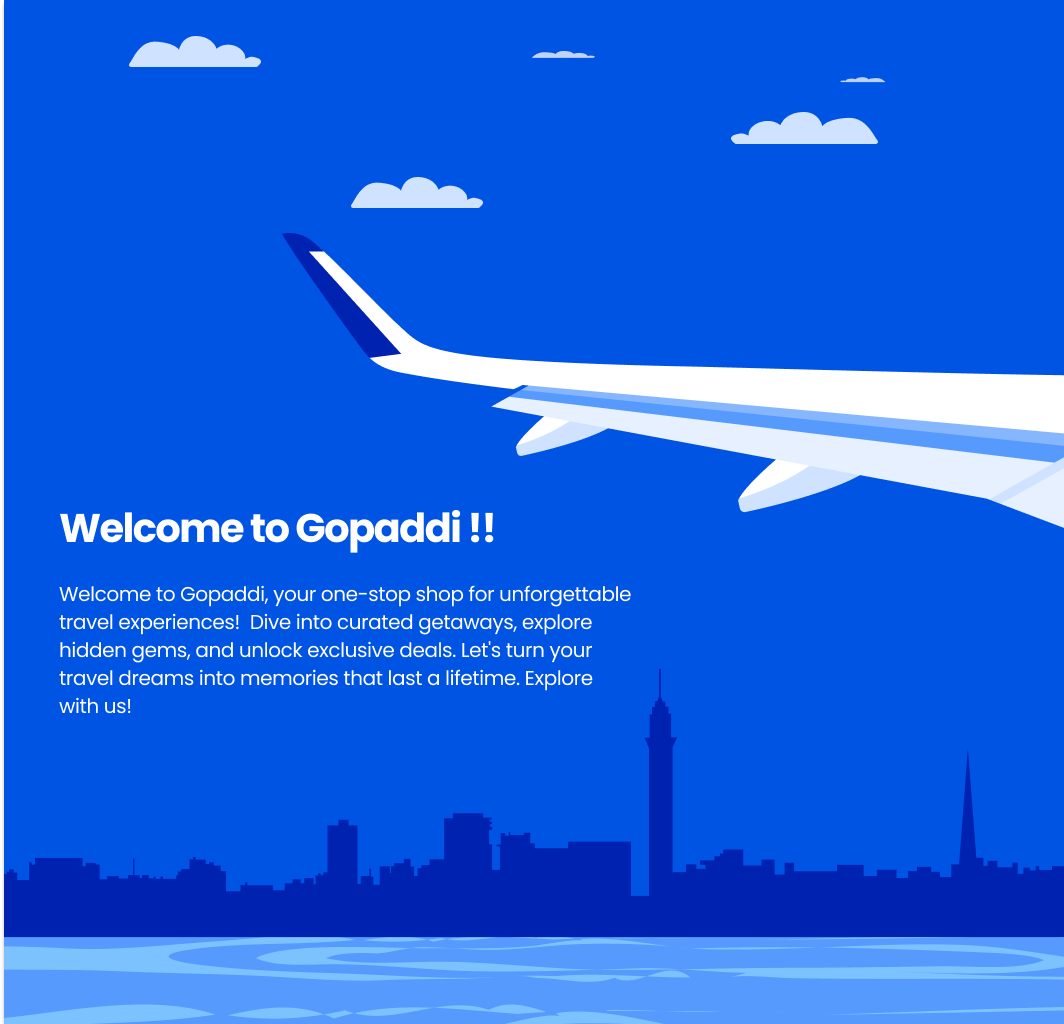 Welcome to Gopaddi !!
Welcome to Gopaddi, your one-stop shop for unforgettable
travel experiences!  Dive into curated getaways, explore
hidden gems, and unlock exclusive deals. Let's turn your
travel dreams into memories that last a lifetime. Explore
with us!